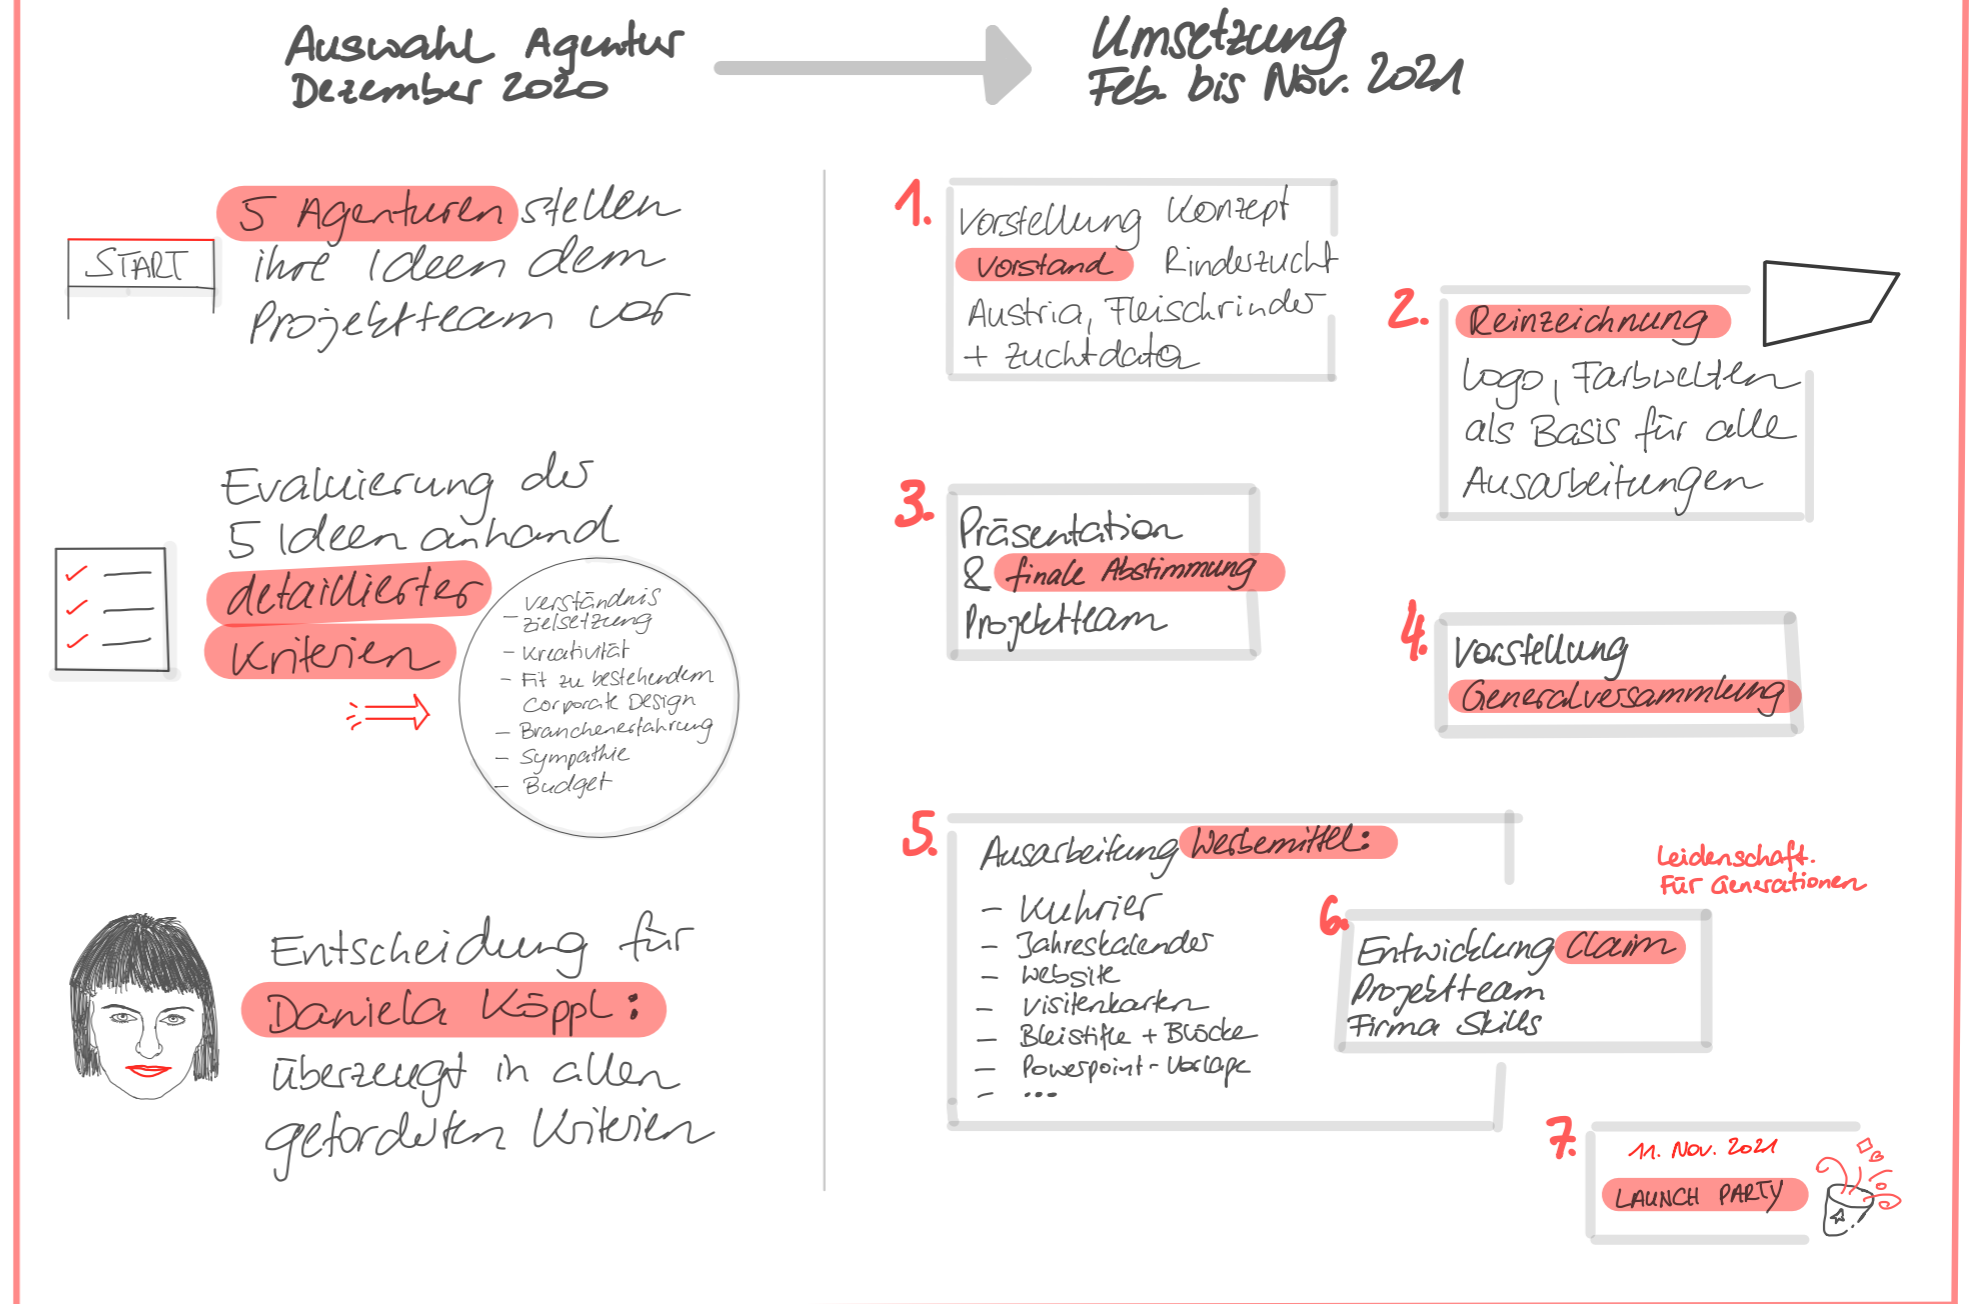 Auswahl Agentur
Dezember 2020
Umsetzung
Feb. bis Nov. 2021
START
5 Agenturen stellen
ihre Ideen dem
Projektteam vor
Evaluierung der
5 Ideen anhand
detaillierter
Kriterien
- Verständnis
Zielsetzung
- Kreativität
- Fit zu bestehendem
Corporate Design
- Branchenerfahrung
- Sympathie
- Budget
Entscheidung für
Daniela Köppl:
überzeugt in allen
geforderten Kriterien
1.
Vorstellung Konzept
Vorstand Rinderzucht
Austria, Fleischrinder
+ Zuchtdata
2.
Reinzeichnung
Logo, Farbwelten
als Basis für alle
Ausarbeitungen
3.
Präsentation
& finale Abstimmung
Projektteam
4.
Vorstellung
Generalversammlung
5.
Ausarbeitung Werbemittel:
- Kuhrier
- Jahreskalender
- Website
- Visitenkarten
- Bleistifte + Blöcke
- Powerpoint-Vorlage
- ...
Leidenschaft.
Für Generationen
6.
Entwicklung Claim
Projektteam
Firma Skills
7.
11. Nov. 2021
LAUNCH PARTY